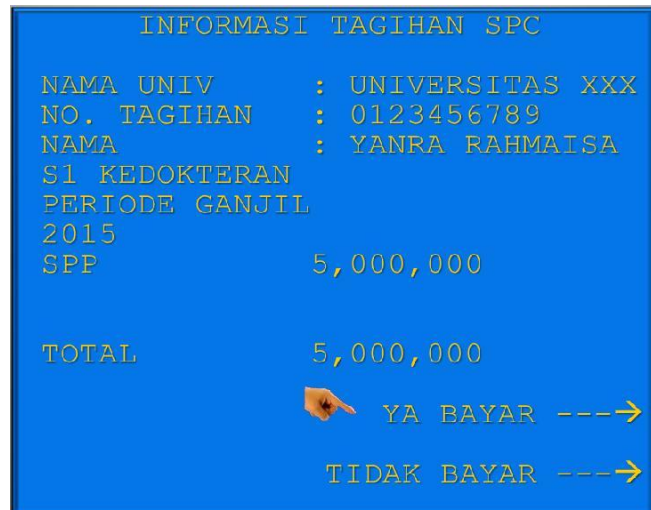 INFORMASI TAGIHAN SPC
NAMA UNIV : UNIVERSITAS XXX
NO. TAGIHAN : 0123456789
NAMA : YANRA RAHMAISA
S1 KEDOKTERAN
PERIODE GANJIL
2015
SPP 5,000,000
TOTAL 5,000,000
YA BAYAR ---→
TIDAK BAYAR ---→